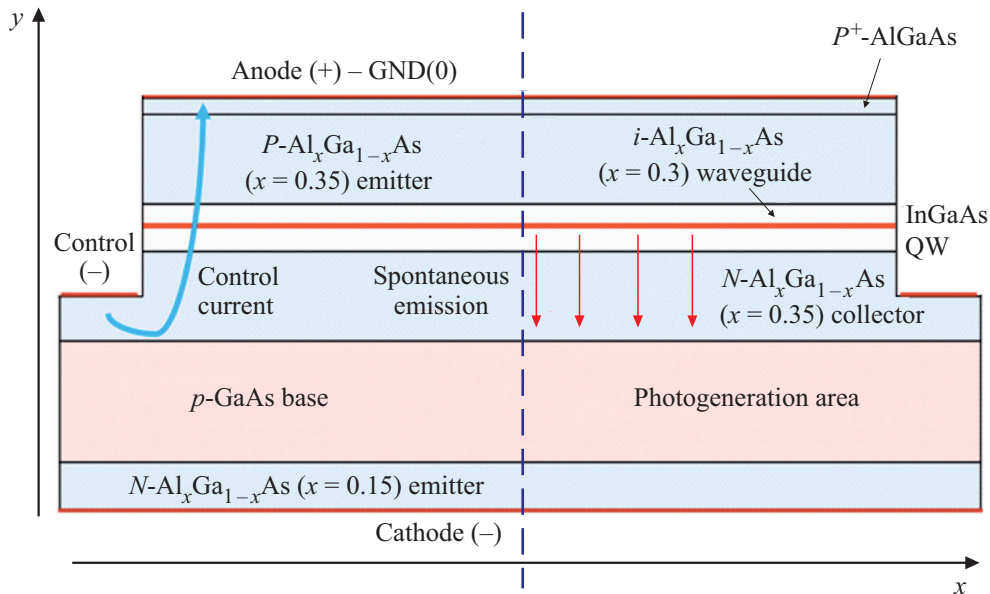 y
P⁺-AlGaAs
Anode (+) – GND(0)
P-AlₓGa₁₋ₓAs
(x = 0.35) emitter
i-AlₓGa₁₋ₓAs
(x = 0.3) waveguide
InGaAs
QW
Control
(–)
Control
current
Spontaneous
emission
N-AlₓGa₁₋ₓAs
(x = 0.35) collector
p-GaAs base
Photogeneration area
N-AlₓGa₁₋ₓAs (x = 0.15) emitter
Cathode (–)
x